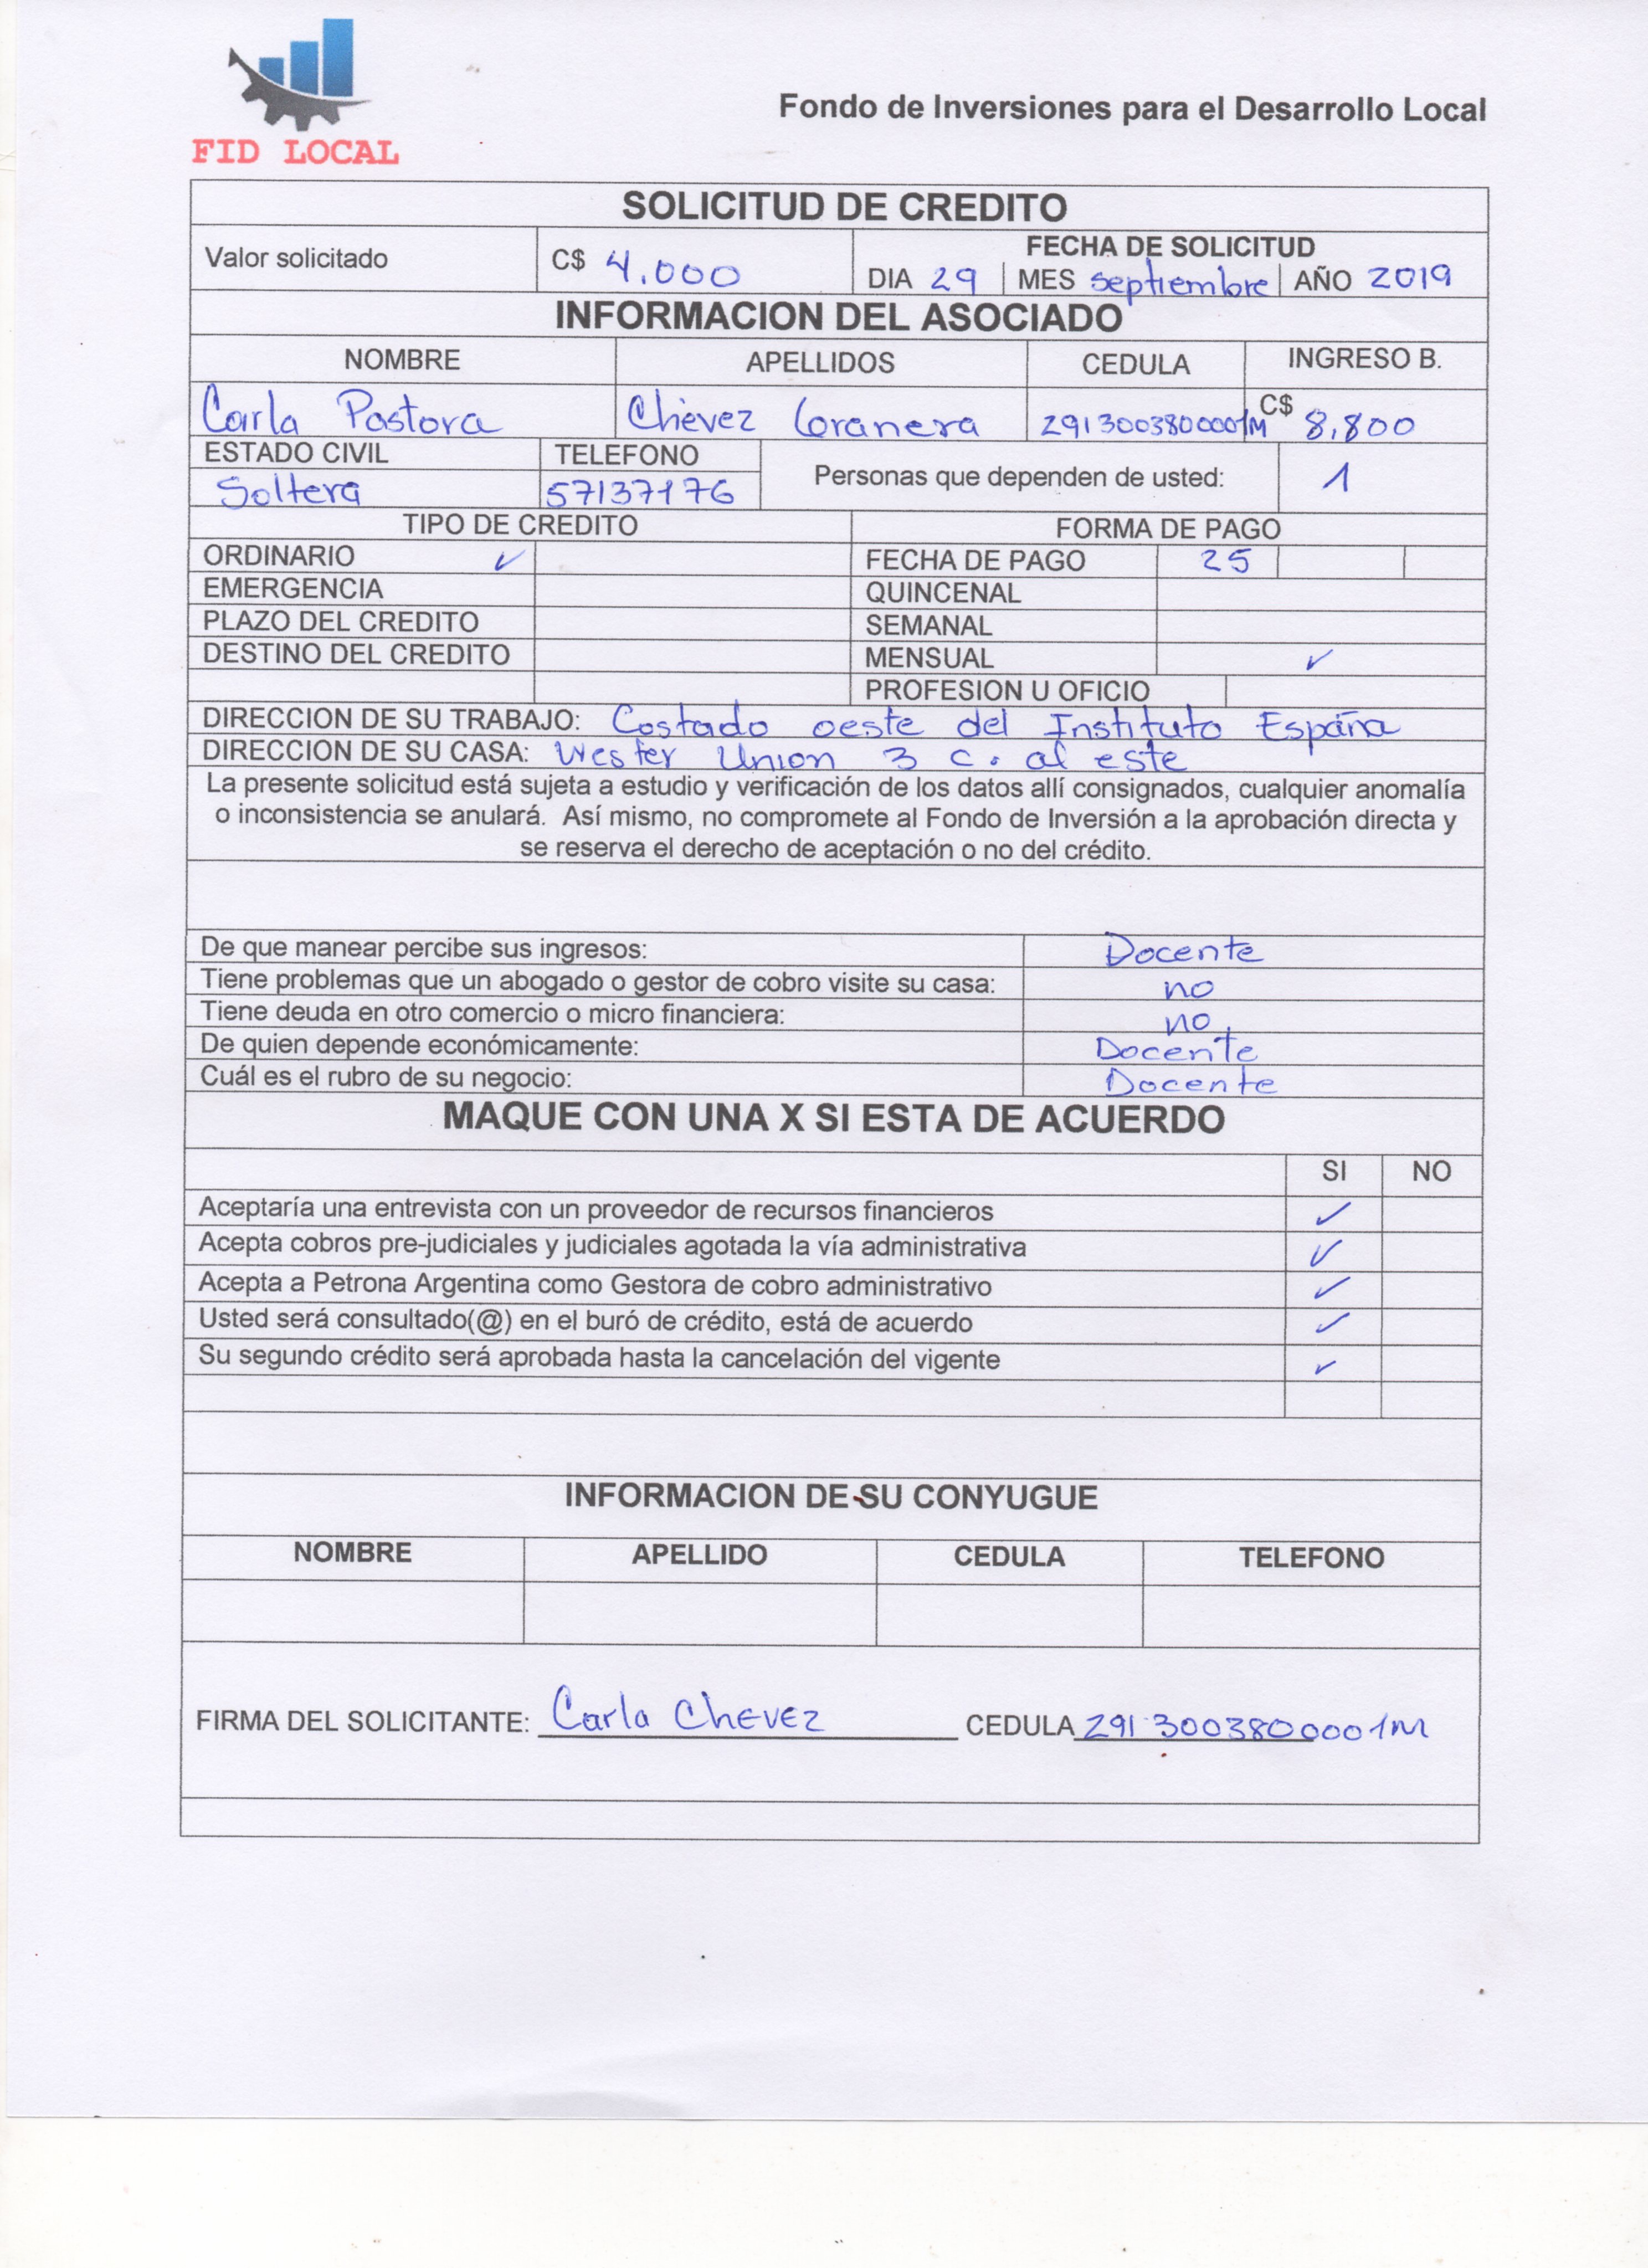 FID LOCAL
Fondo de Inversiones para el Desarrollo Local
SOLICITUD DE CREDITO
Valor solicitado C$ 4.000 FECHA DE SOLICITUD
DIA 29 MES septiembre AÑO 2019
INFORMACION DEL ASOCIADO
NOMBRE APELLIDOS CEDULA INGRESO B.
Carla Pastora Chévez Loranera 2913003800001M C$ 8,800
ESTADO CIVIL TELEFONO Personas que dependen de usted: 1
Soltera 57137176
TIPO DE CREDITO FORMA DE PAGO
ORDINARIO ✓ FECHA DE PAGO 25
EMERGENCIA QUINCENAL
PLAZO DEL CREDITO SEMANAL
DESTINO DEL CREDITO MENSUAL ✓
PROFESION U OFICIO
DIRECCION DE SU TRABAJO: Costado oeste del Instituto España
DIRECCION DE SU CASA: Wester Union 3 c. al este
La presente solicitud está sujeta a estudio y verificación de los datos allí consignados, cualquier anomalía
o inconsistencia se anulará. Así mismo, no compromete al Fondo de Inversión a la aprobación directa y
se reserva el derecho de aceptación o no del crédito.
De que manear percibe sus ingresos: Docente
Tiene problemas que un abogado o gestor de cobro visite su casa: no
Tiene deuda en otro comercio o micro financiera: no
De quien depende económicamente: Docente
Cuál es el rubro de su negocio: Docente
MAQUE CON UNA X SI ESTA DE ACUERDO
SI NO
Aceptaría una entrevista con un proveedor de recursos financieros ✓
Acepta cobros pre-judiciales y judiciales agotada la vía administrativa ✓
Acepta a Petrona Argentina como Gestora de cobro administrativo ✓
Usted será consultado(@) en el buró de crédito, está de acuerdo ✓
Su segundo crédito será aprobada hasta la cancelación del vigente ✓
INFORMACION DE SU CONYUGUE
NOMBRE APELLIDO CEDULA TELEFONO
FIRMA DEL SOLICITANTE: Carla Chevez CEDULA 291 3003800001M